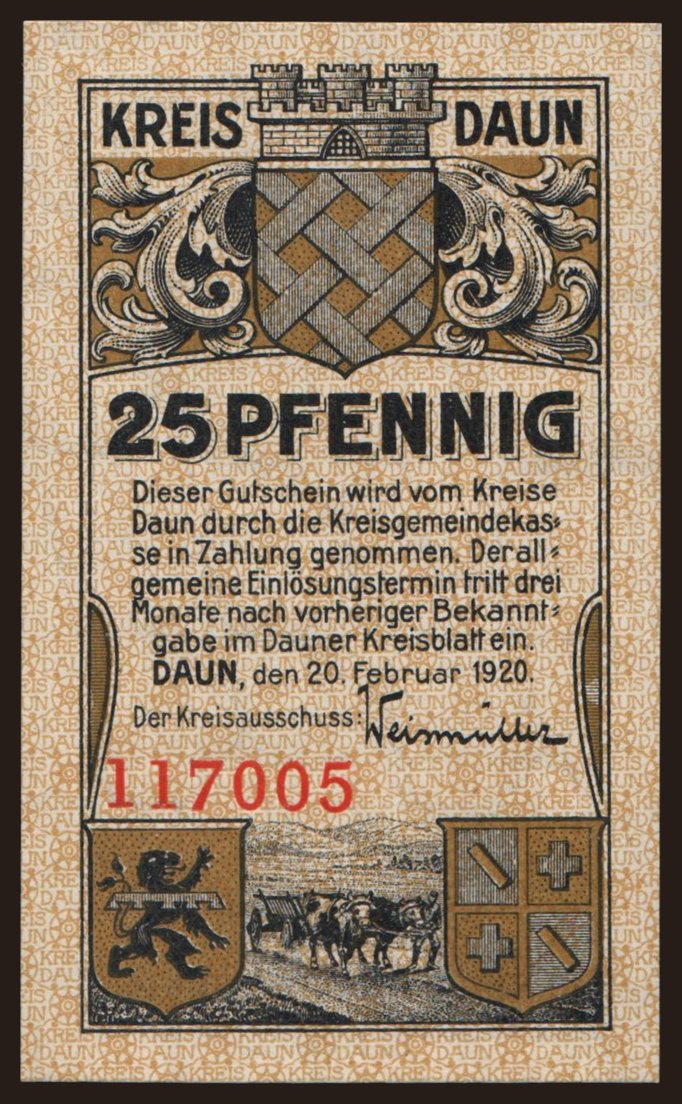 KREIS DAUN
25 PFENNIG
Dieser Gutschein wird vom Kreise
Daun durch die Kreisgemeindekas=
se in Zahlung genommen. Der all=
gemeine Einlösungstermin tritt drei
Monate nach vorheriger Bekannt=
gabe im Dauner Kreisblatt ein.
DAUN, den 20. Februar 1920.
Der Kreisausschuss: Weismüller
117005